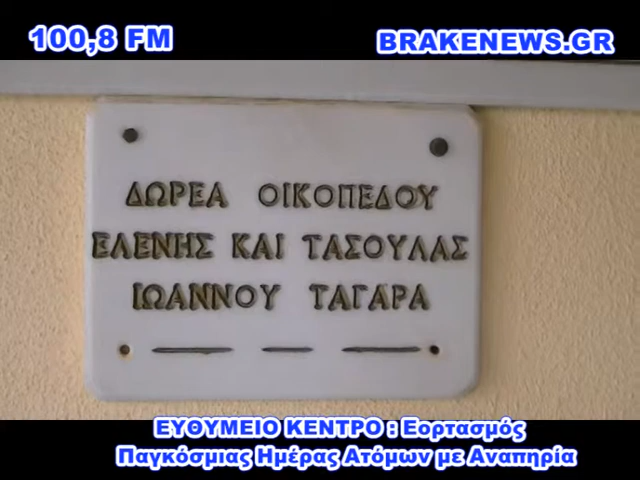 100,8 FM
BRAKENEWS.GR
ΔΩΡΕΑ ΟΙΚΟΠΕΔΟΥ
ΕΛΕΝΗΣ ΚΑΙ ΤΑΣΟΥΛΑΣ
ΙΩΑΝΝΟΥ ΤΑΓΑΡΑ
ΕΥΘΥΜΕΙΟ ΚΕΝΤΡΟ : Εορτασμός
Παγκόσμιας Ημέρας Ατόμων με Αναπηρία